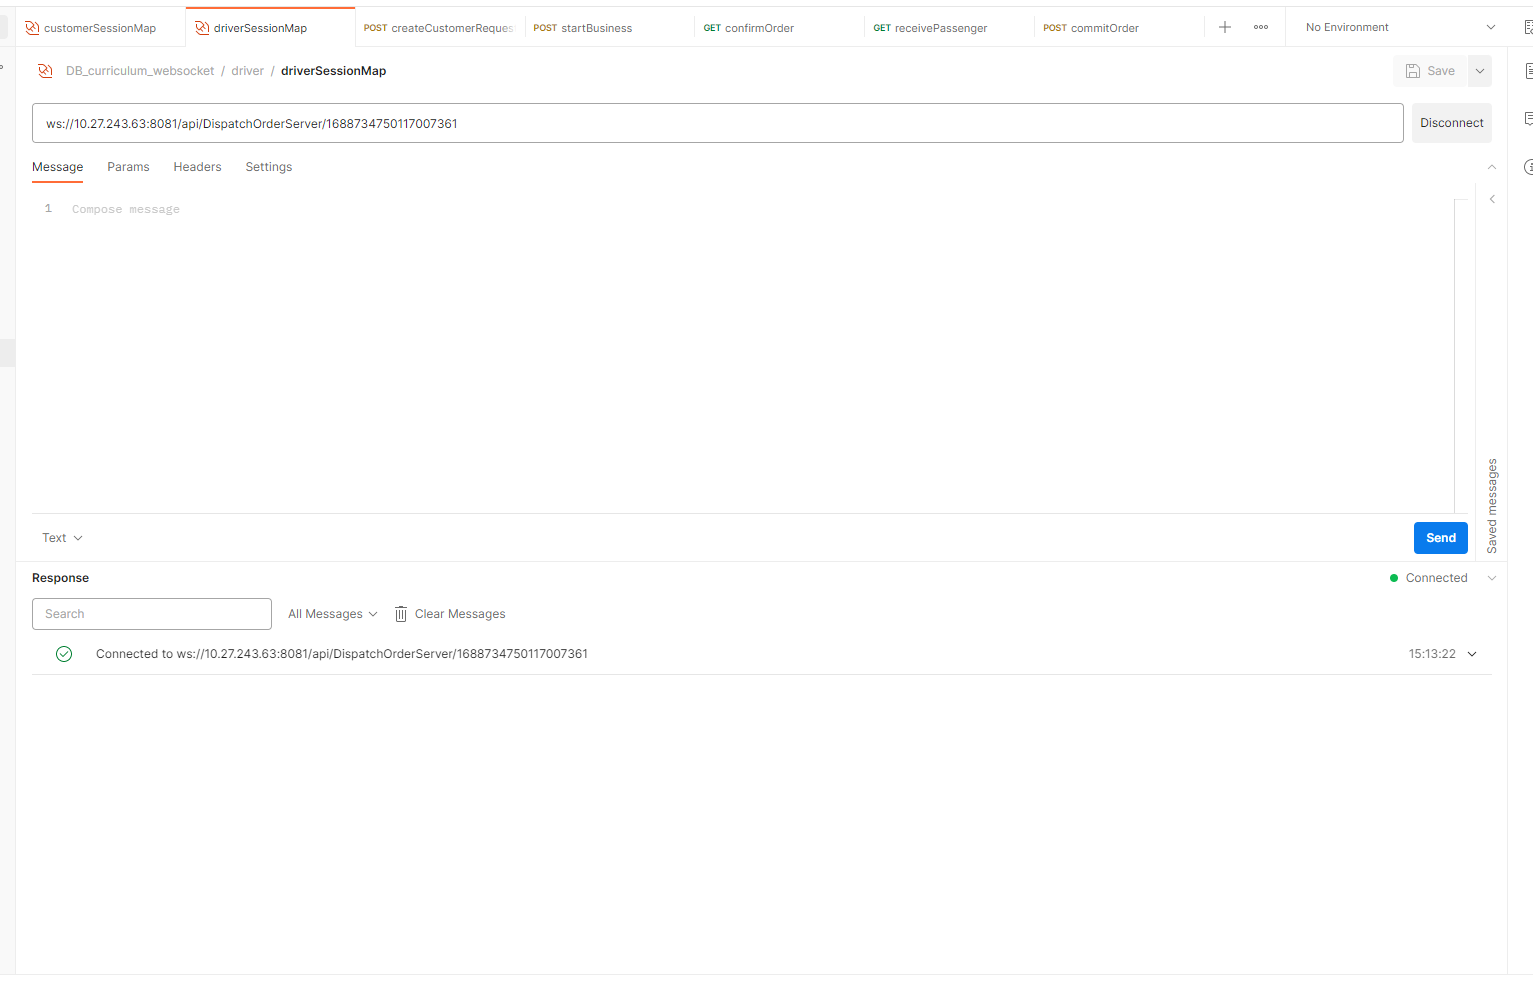 customerSessionMap
driverSessionMap
POST createCustomerReques
POST startBusiness
GET confirmOrder
GET receivePassenger
POST commitOrder
No Environment
DB_curriculum_websocket / driver / driverSessionMap
Save
ws://10.27.243.63:8081/api/DispatchOrderServer/1688734750117007361
Disconnect
Message Params Headers Settings
1 Compose message
Saved messages
Text
Send
Response
Connected
Search
All Messages
Clear Messages
Connected to ws://10.27.243.63:8081/api/DispatchOrderServer/1688734750117007361
15:13:22